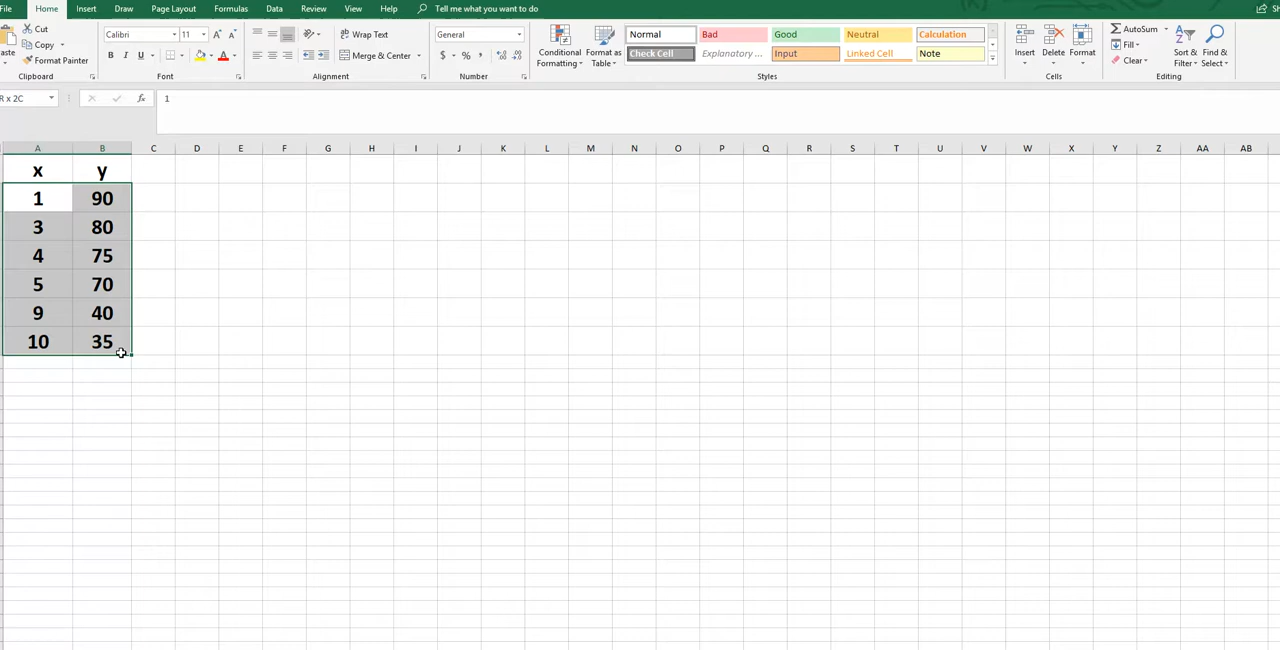 File Home Insert Draw Page Layout Formulas Data Review View Help Tell me what you want to do
Cut Calibri 11 Wrap Text General Normal Bad Good Neutral Calculation AutoSum
Copy Fill
Format Painter B I U Merge & Center $ % , Conditional Formatting Format as Table Check Cell Explanatory ... Input Linked Cell Note Insert Delete Format Clear Sort & Filter Find & Select
Clipboard Font Alignment Number Styles Cells Editing
R x 2C fx 1
A B C D E F G H I J K L M N O P Q R S T U V W X Y Z AA AB
x y
1 90
3 80
4 75
5 70
9 40
10 35